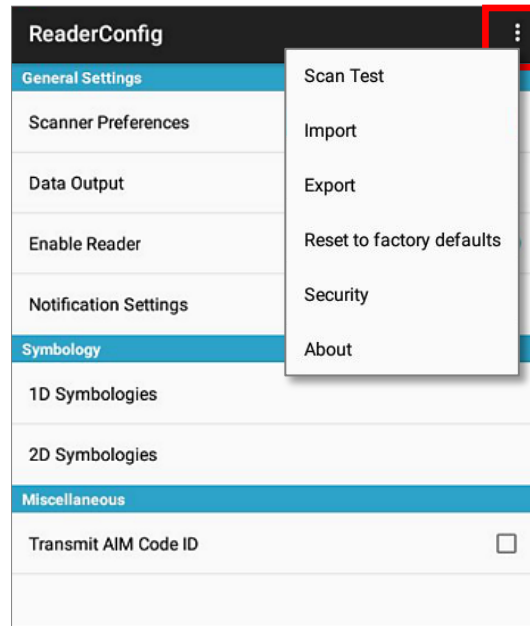 ReaderConfig
General Settings
Scanner Preferences
Data Output
Enable Reader
Notification Settings
Symbology
1D Symbologies
2D Symbologies
Miscellaneous
Transmit AIM Code ID
Scan Test
Import
Export
Reset to factory defaults
Security
About